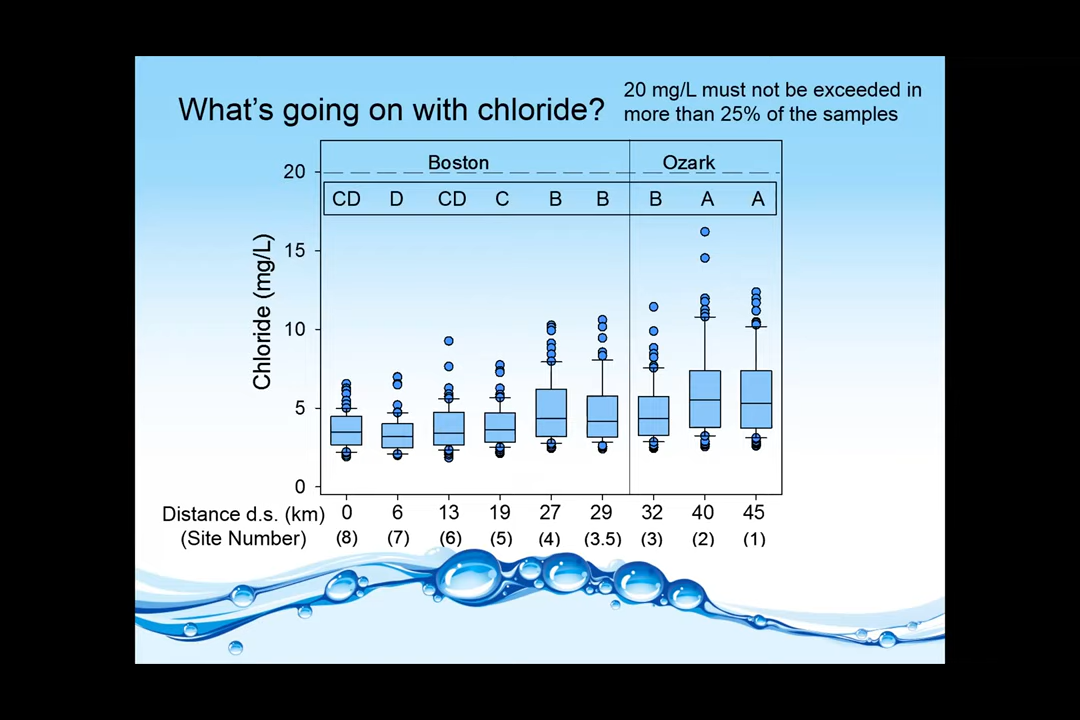 What's going on with chloride?
20 mg/L must not be exceeded in
more than 25% of the samples
Boston Ozark
CD D CD C B B B A A
20
15
10
5
0
Chloride (mg/L)
Distance d.s. (km) 0 6 13 19 27 29 32 40 45
(Site Number) (8) (7) (6) (5) (4) (3.5) (3) (2) (1)